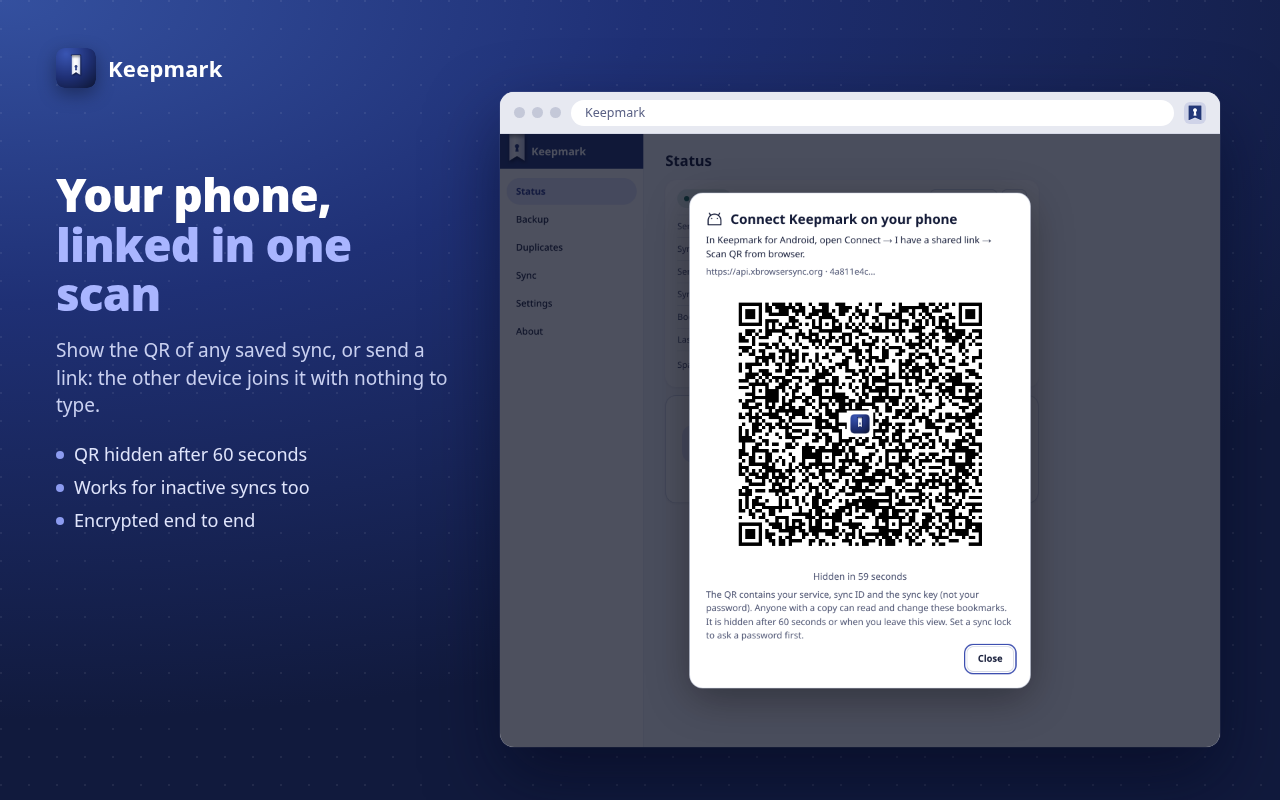 Keepmark
Your phone,
linked in one
scan
Show the QR of any saved sync, or send a
link: the other device joins it with nothing to
type.
QR hidden after 60 seconds
Works for inactive syncs too
Encrypted end to end
Keepmark
Keepmark
Status
Backup
Duplicates
Sync
Settings
About
Status
Connect Keepmark on your phone
In Keepmark for Android, open Connect → I have a shared link →
Scan QR from browser.
https://api.xbrowsersync.org · 4a811e4c…
Hidden in 59 seconds
The QR contains your service, sync ID and the sync key (not your
password). Anyone with a copy can read and change these bookmarks.
It is hidden after 60 seconds or when you leave this view. Set a sync lock
to ask a password first.
Close